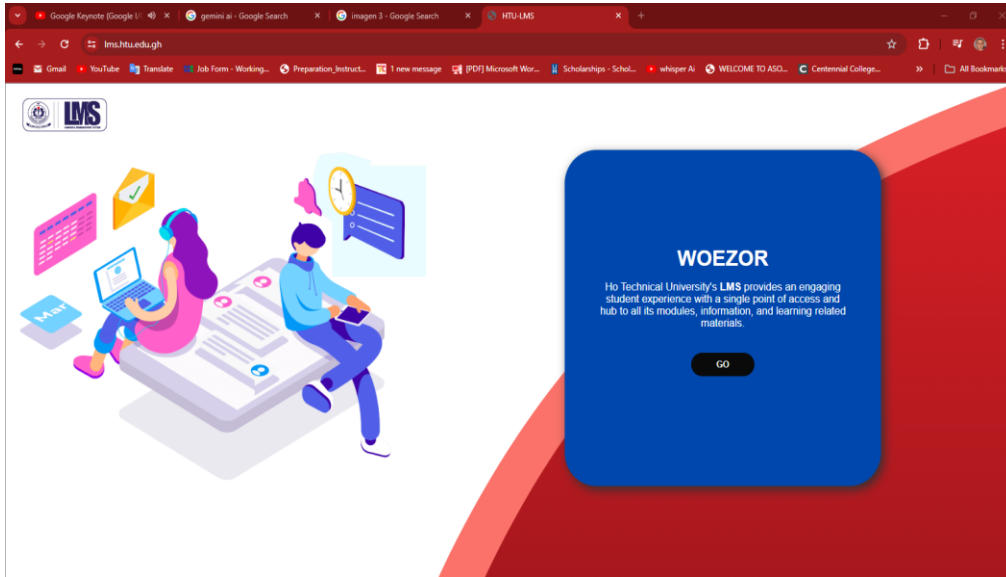 Google Keynote (Google I/
gemini ai - Google Search
imagen 3 - Google Search
HTU-LMS
lms.htu.edu.gh
Gmail
YouTube
Translate
Job Form - Working...
Preparation_Instruct...
1 new message
[PDF] Microsoft Wor...
Scholarships - Schol...
whisper Ai
WELCOME TO ASO...
Centennial College...
All Bookmarks
LMS
Mar
WOEZOR
Ho Technical University's LMS provides an engaging
student experience with a single point of access and
hub to all its modules, information, and learning related
materials.
GO